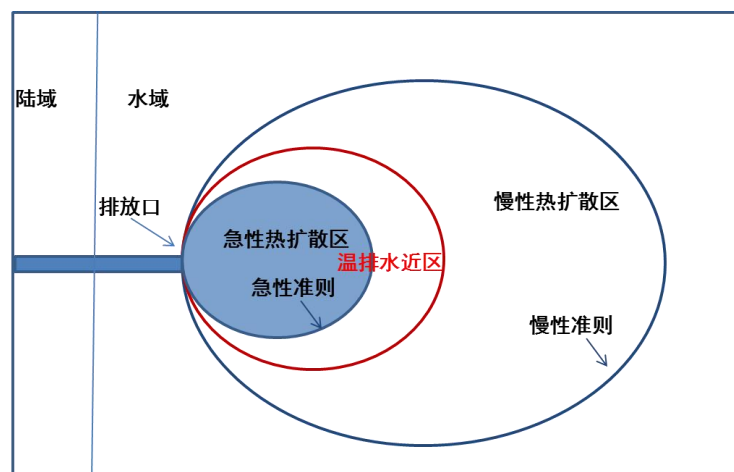 陆域
水域
排放口
慢性热扩散区
急性热扩散区
温排水近区
急性准则
慢性准则